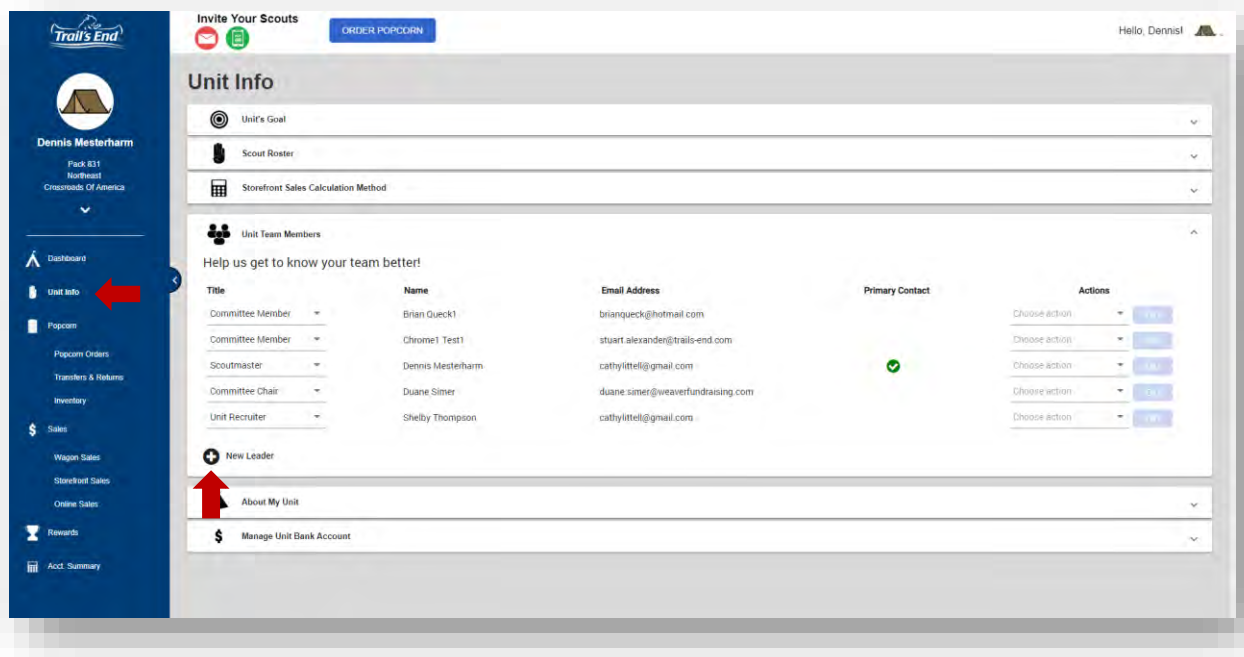 Trail's End
Invite Your Scouts
ORDER POPCORN
Hello, Dennis!
Dennis Mesterharm
Pack 831
Northeast
Crossroads Of America
Dashboard
Unit Info
Popcorn
Popcorn Orders
Transfers & Returns
Inventory
Sales
Wagon Sales
Storefront Sales
Online Sales
Rewards
Acct. Summary
Unit Info
Unit's Goal
Scout Roster
Storefront Sales Calculation Method
Unit Team Members
Help us get to know your team better!
Title Name Email Address Primary Contact Actions
Committee Member Brian Queck1 brianqueck@hotmail.com Choose action
Committee Member Chrome1 Test1 stuart.alexander@trails-end.com Choose action
Scoutmaster Dennis Mesterharm cathylittell@gmail.com Choose action
Committee Chair Duane Simer duane.simer@weaverfundraising.com Choose action
Unit Recruiter Shelby Thompson cathylittell@gmail.com Choose action
New Leader
About My Unit
$ Manage Unit Bank Account